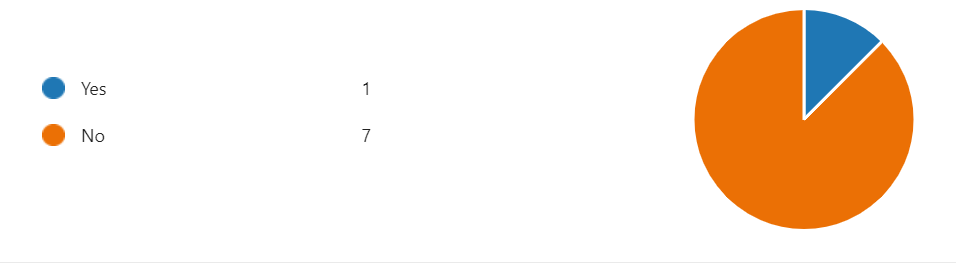 Yes 1
No 7